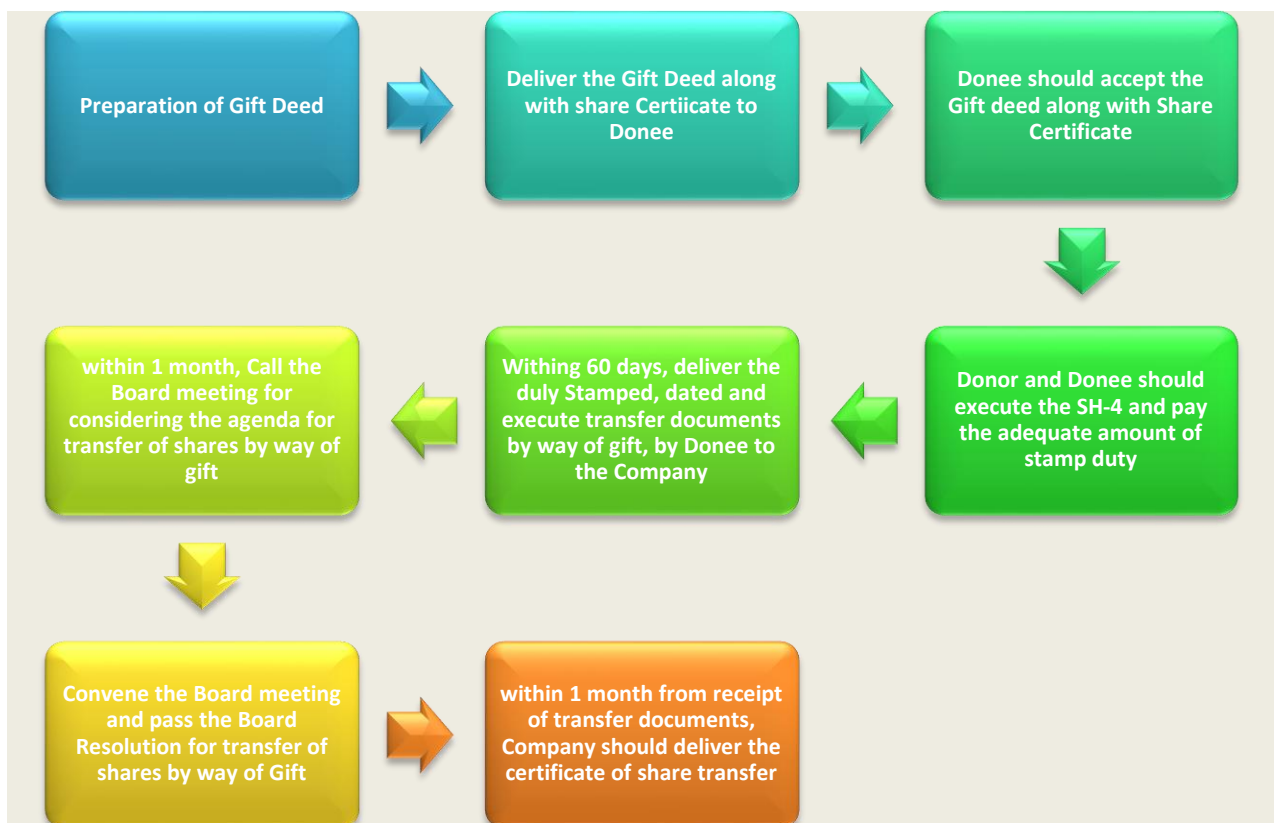 Preparation of Gift Deed
Deliver the Gift Deed along
with share Certiicate to
Donee
Donee should accept the
Gift deed along with Share
Certificate
Donor and Donee should
execute the SH-4 and pay
the adequate amount of
stamp duty
Withing 60 days, deliver the
duly Stamped, dated and
execute transfer documents
by way of gift, by Donee to
the Company
within 1 month, Call the
Board meeting for
considering the agenda for
transfer of shares by way of
gift
Convene the Board meeting
and pass the Board
Resolution for transfer of
shares by way of Gift
within 1 month from receipt
of transfer documents,
Company should deliver the
certificate of share transfer